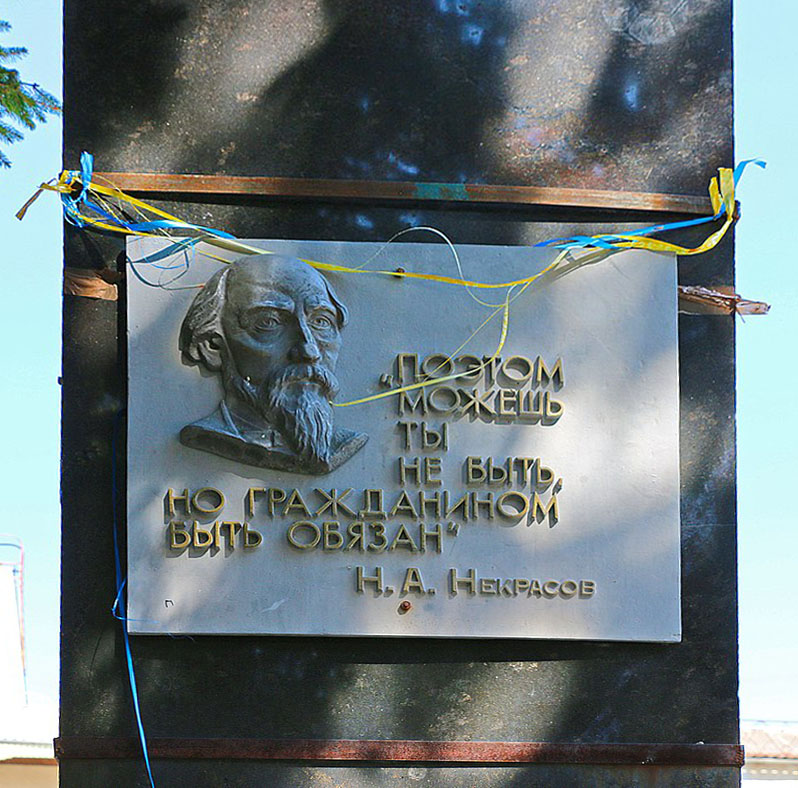 „ПОЭТОМ
МОЖЕШЬ
ТЫ
НЕ БЫТЬ,
НО ГРАЖДАНИНОМ
БЫТЬ ОБЯЗАН“
Н. А. НЕКРАСОВ